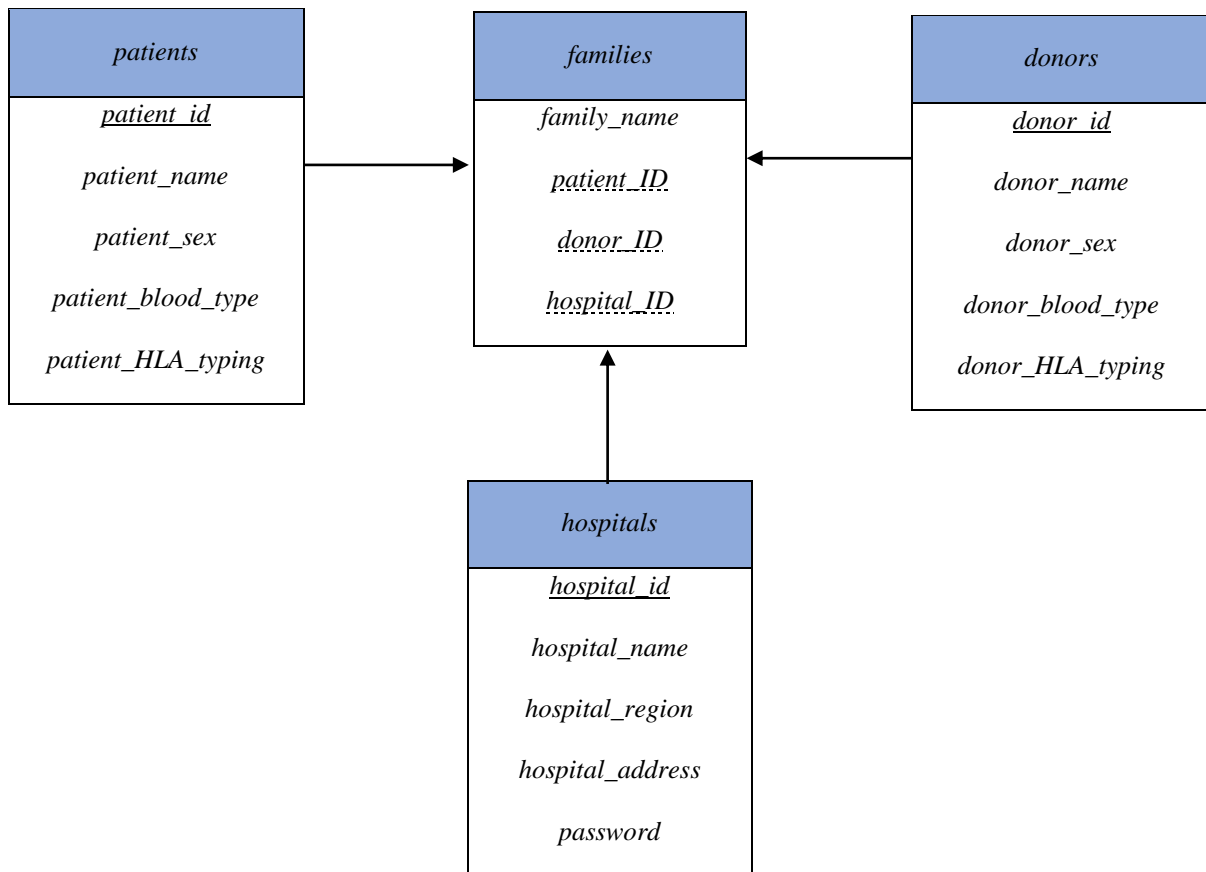 patients
patient_id
patient_name
patient_sex
patient_blood_type
patient_HLA_typing
families
family_name
patient_ID
donor_ID
hospital_ID
donors
donor_id
donor_name
donor_sex
donor_blood_type
donor_HLA_typing
hospitals
hospital_id
hospital_name
hospital_region
hospital_address
password